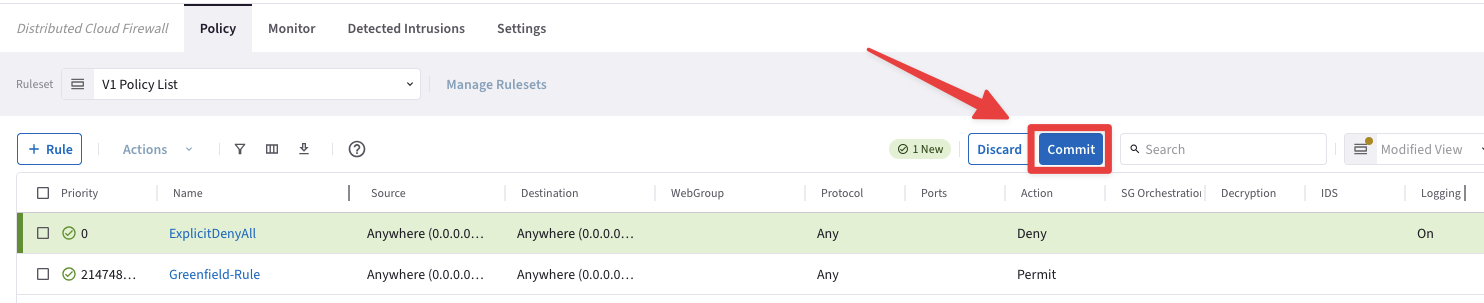 Distributed Cloud Firewall Policy Monitor Detected Intrusions Settings
Ruleset V1 Policy List Manage Rulesets
+ Rule Actions 1 New Discard Commit Search Modified View
Priority Name Source Destination WebGroup Protocol Ports Action SG Orchestration Decryption IDS Logging
0 ExplicitDenyAll Anywhere (0.0.0.0... Anywhere (0.0.0.0... Any Deny On
214748... Greenfield-Rule Anywhere (0.0.0.0... Anywhere (0.0.0.0... Any Permit